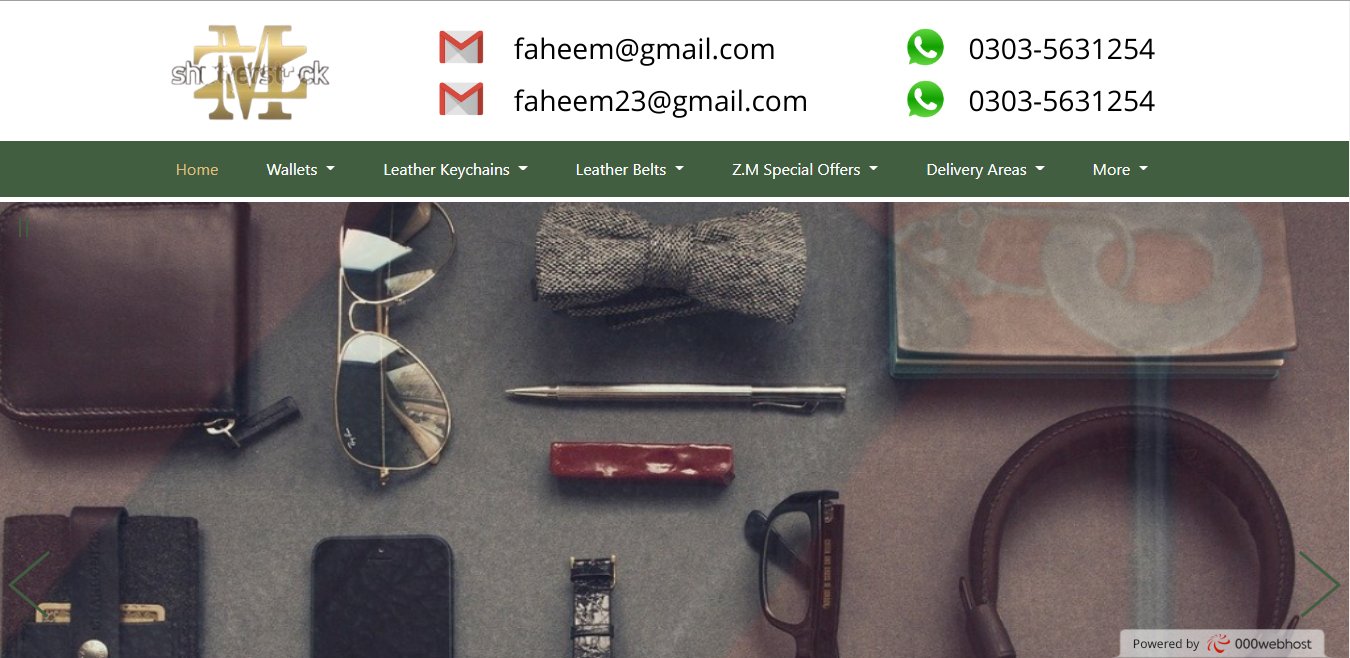 shutterstock
faheem@gmail.com
0303-5631254
faheem23@gmail.com
0303-5631254
Home Wallets Leather Keychains Leather Belts Z.M Special Offers Delivery Areas More
Powered by 000webhost